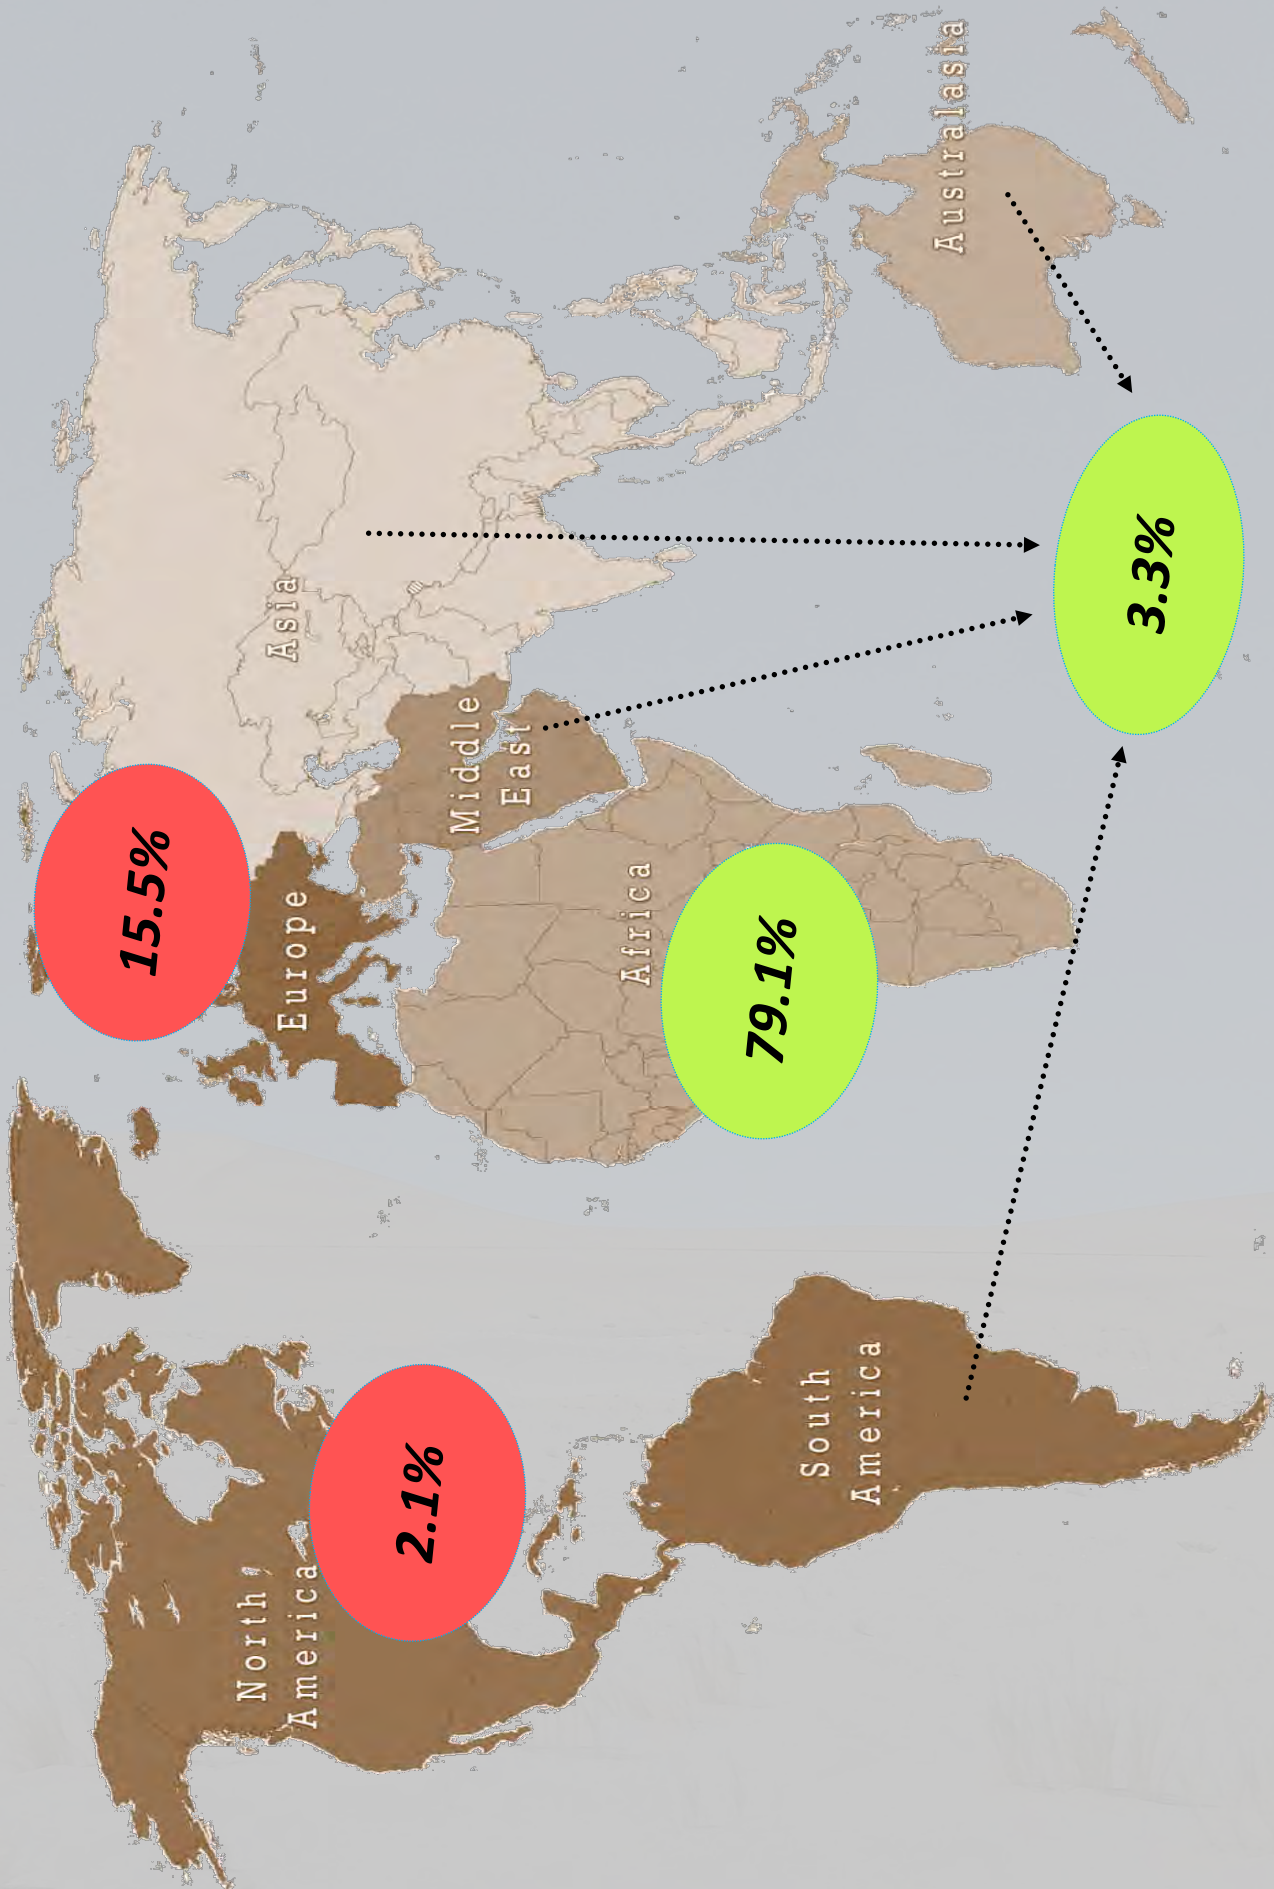 North
America
2.1%
South
America
Europe
15.5%
Africa
79.1%
Middle
East
Asia
Australasia
3.3%